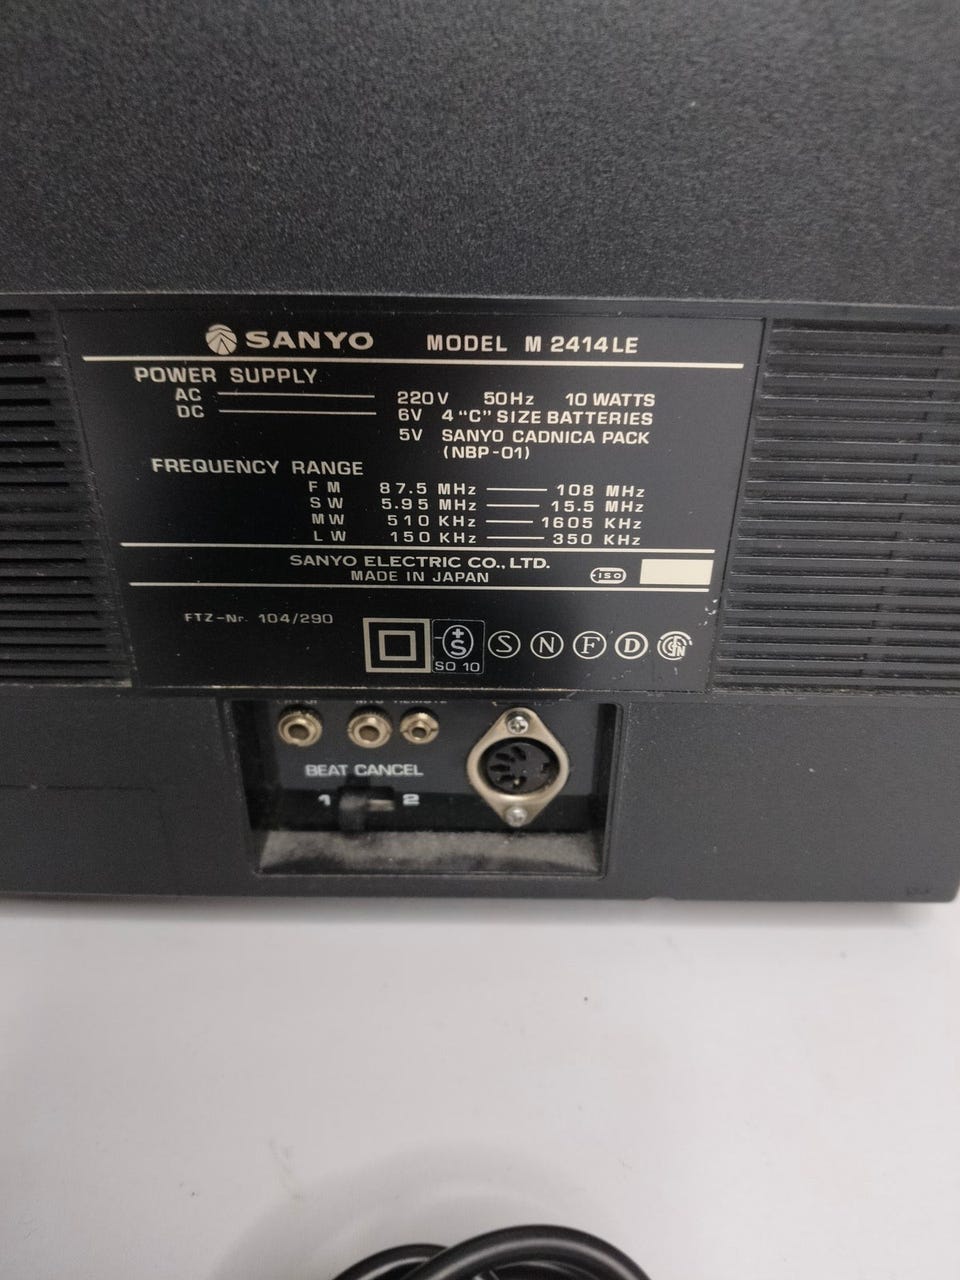 SANYO MODEL M 2414LE
POWER SUPPLY
AC 220V 50Hz 10 WATTS
DC 6V 4 "C" SIZE BATTERIES
5V SANYO CADNICA PACK
(NBP-01)
FREQUENCY RANGE
FM 87.5 MHz — 108 MHz
SW 5.95 MHz — 15.5 MHz
MW 510 KHz — 1605 KHz
LW 150 KHz — 350 KHz
SANYO ELECTRIC CO., LTD.
MADE IN JAPAN ISO
FTZ-Nr. 104/290
+S S N F D
SO 10
BEAT CANCEL
1 2